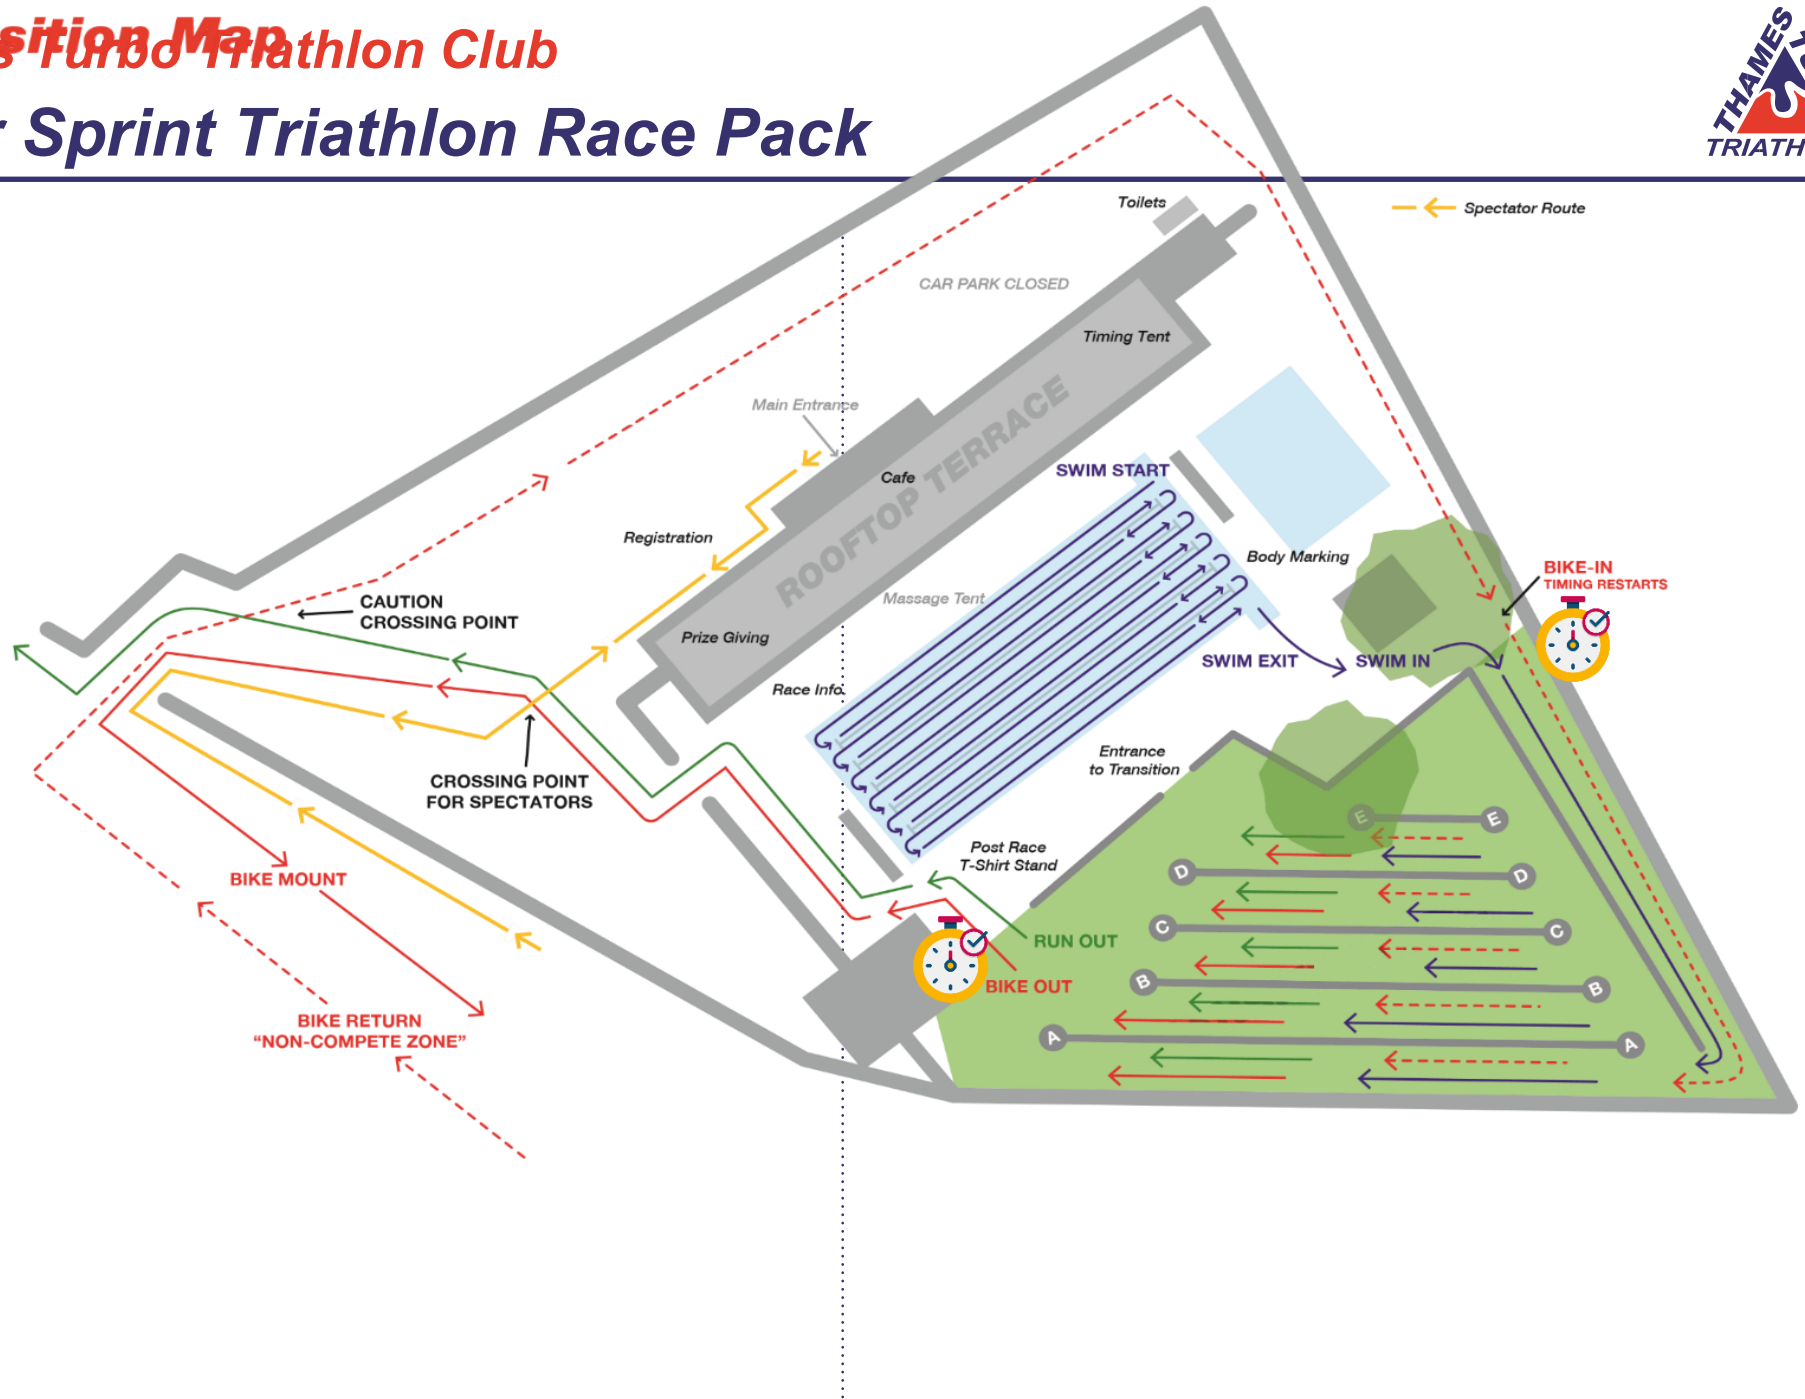 sition Map
s Turbo Triathlon Club
r Sprint Triathlon Race Pack
THAMES
TRIATH
Toilets
Spectator Route
CAR PARK CLOSED
Timing Tent
Main Entrance
ROOFTOP TERRACE
Cafe
SWIM START
Registration
Body Marking
BIKE-IN
TIMING RESTARTS
Massage Tent
CAUTION
CROSSING POINT
Prize Giving
SWIM EXIT
SWIM IN
Race Info
Entrance
to Transition
CROSSING POINT
FOR SPECTATORS
E
E
Post Race
T-Shirt Stand
D
D
BIKE MOUNT
C
C
RUN OUT
BIKE OUT
B
B
BIKE RETURN
“NON-COMPETE ZONE”
A
A